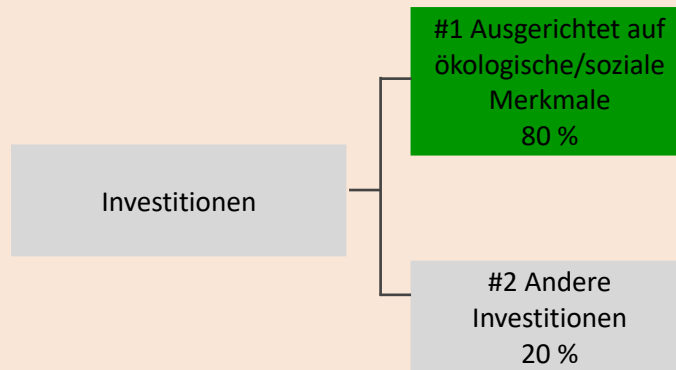 #1 Ausgerichtet auf
ökologische/soziale
Merkmale
80 %
Investitionen
#2 Andere
Investitionen
20 %